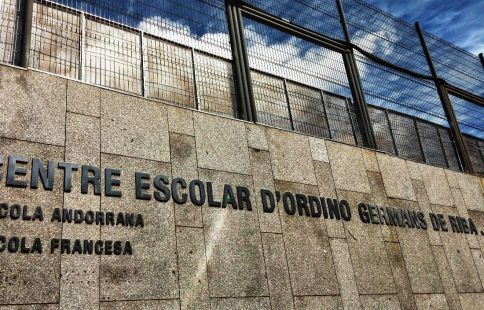 ENTRE ESCOLAR D'ORDINO GERMANS DE RIBA
COLA ANDORRANA
COLA FRANCESA